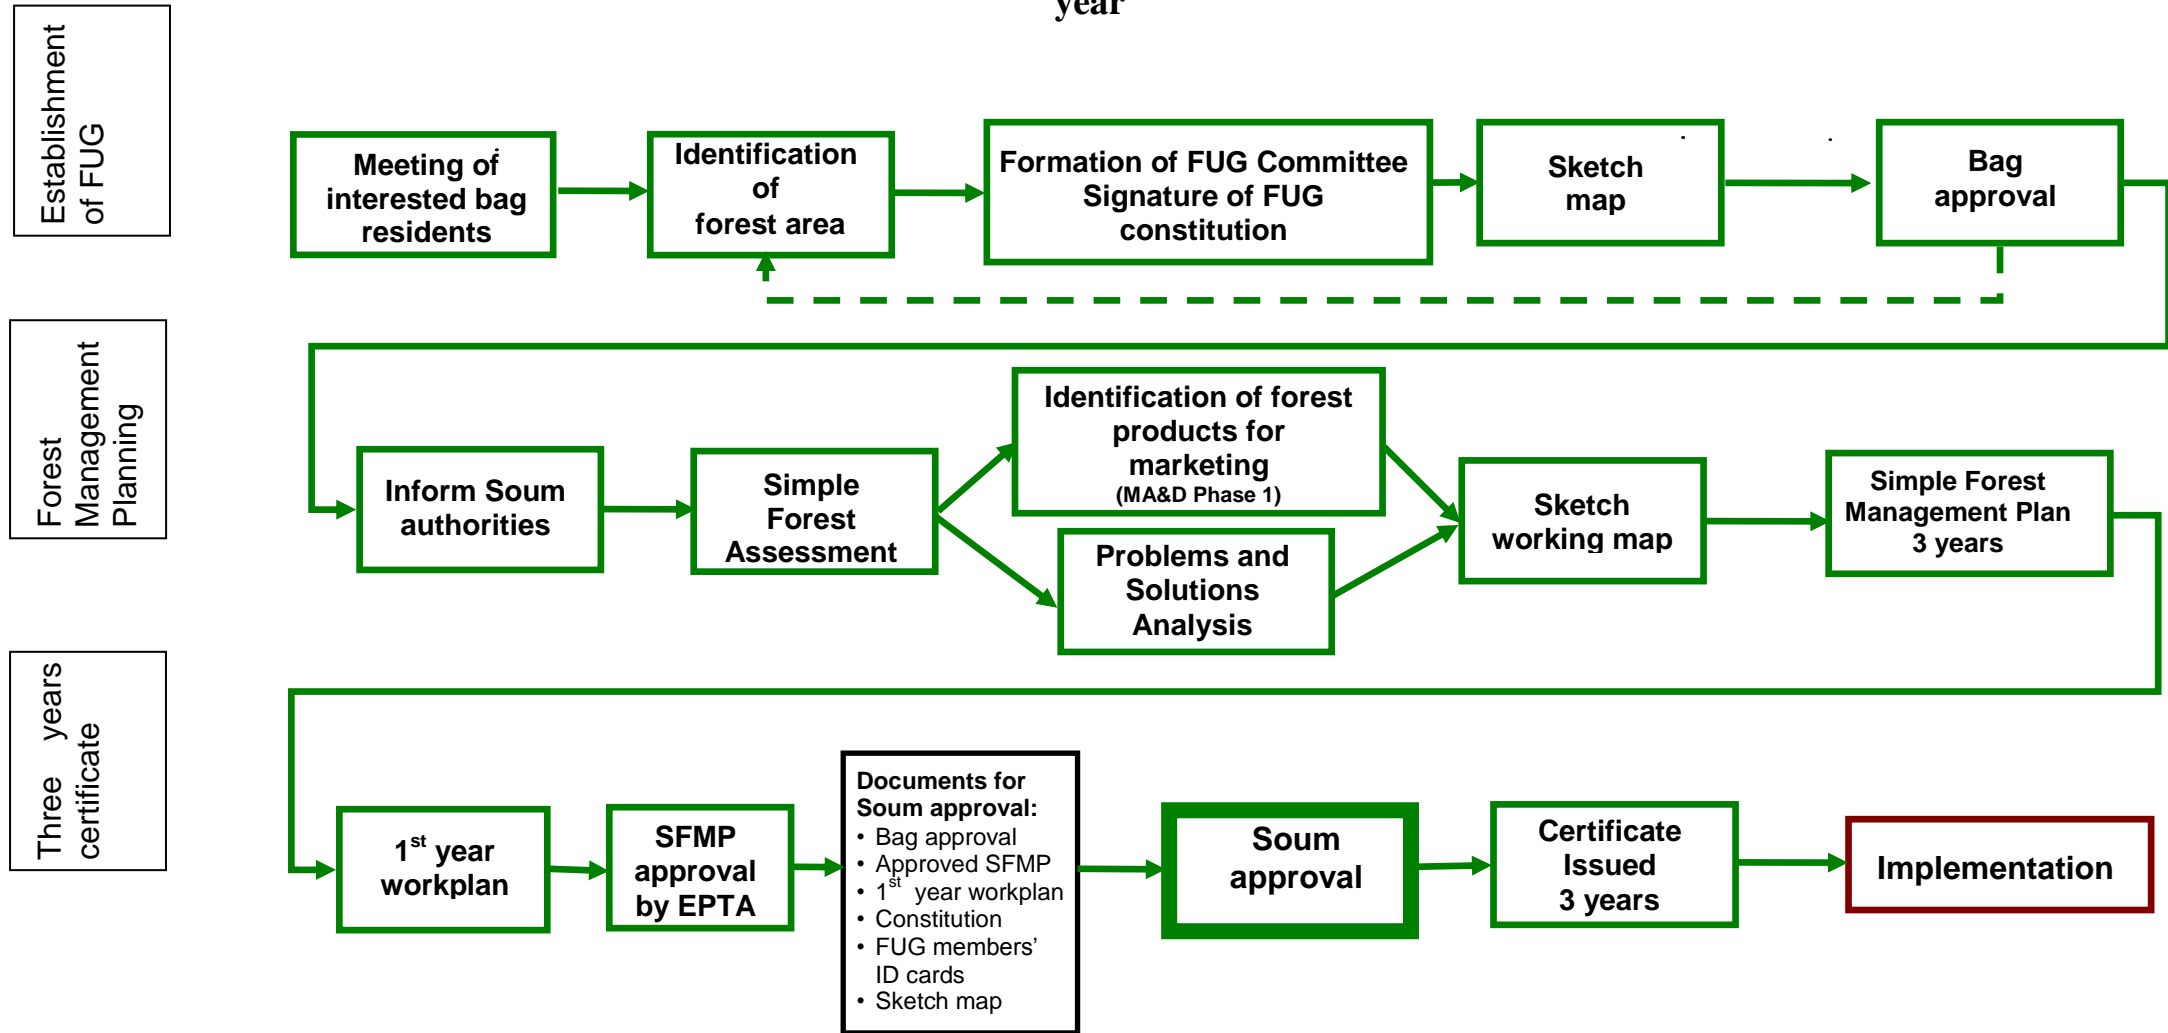 year
Establishment
of FUG
Meeting of
interested bag
residents
Identification
of
forest area
Formation of FUG Committee
Signature of FUG
constitution
Sketch
map
Bag
approval
Forest
Management
Planning
Inform Soum
authorities
Simple
Forest
Assessment
Identification of forest
products for
marketing
(MA&D Phase 1)
Problems and
Solutions
Analysis
Sketch
working map
Simple Forest
Management Plan
3 years
Three years
certificate
1st year
workplan
SFMP
approval
by EPTA
Documents for
Soum approval:
• Bag approval
• Approved SFMP
• 1st year workplan
• Constitution
• FUG members’
ID cards
• Sketch map
Soum
approval
Certificate
Issued
3 years
Implementation